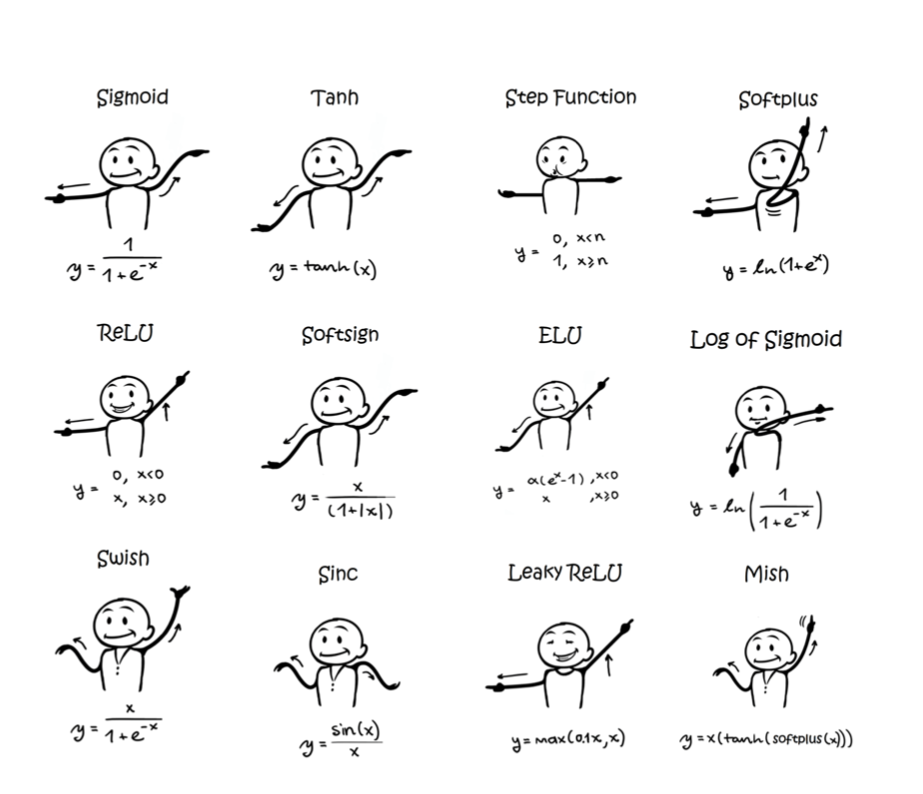 Sigmoid
Tanh
Step Function
Softplus
y = 1 / 1+e^-x
y = tanh(x)
y = 0, x<n
1, x⩾n
y = ln(1+e^x)
ReLU
Softsign
ELU
Log of Sigmoid
y = 0, x<0
x, x⩾0
y = x / (1+|x|)
y = α(e^x-1) ,x<0
x ,x⩾0
y = ln(1 / 1+e^-x)
Swish
Sinc
Leaky ReLU
Mish
y = x / 1+e^-x
y = sin(x) / x
y = max(0.1x, x)
y = x(tanh(softplus(x)))